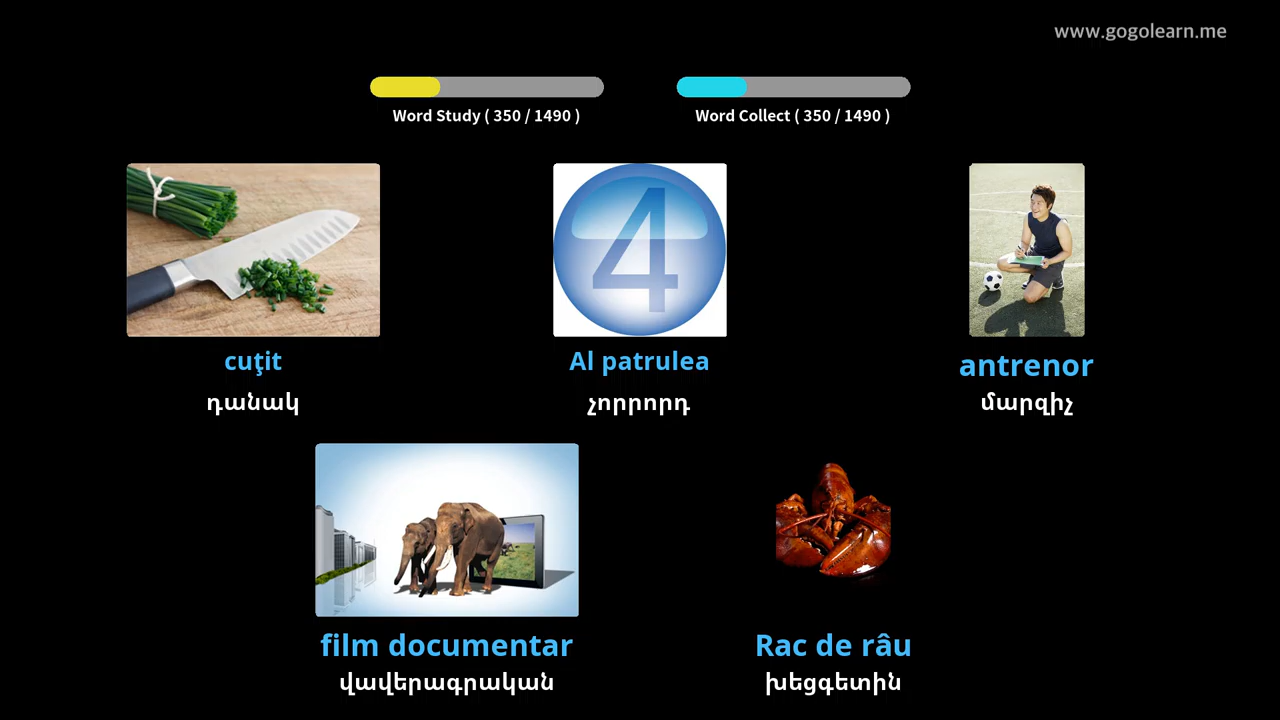 www.gogolearn.me
Word Study ( 350 / 1490 )
Word Collect ( 350 / 1490 )
4
cuţit
Al patrulea
antrenor
դանակ
չորրորդ
մարզիչ
film documentar
Rac de râu
վավերագրական
խեցգետին